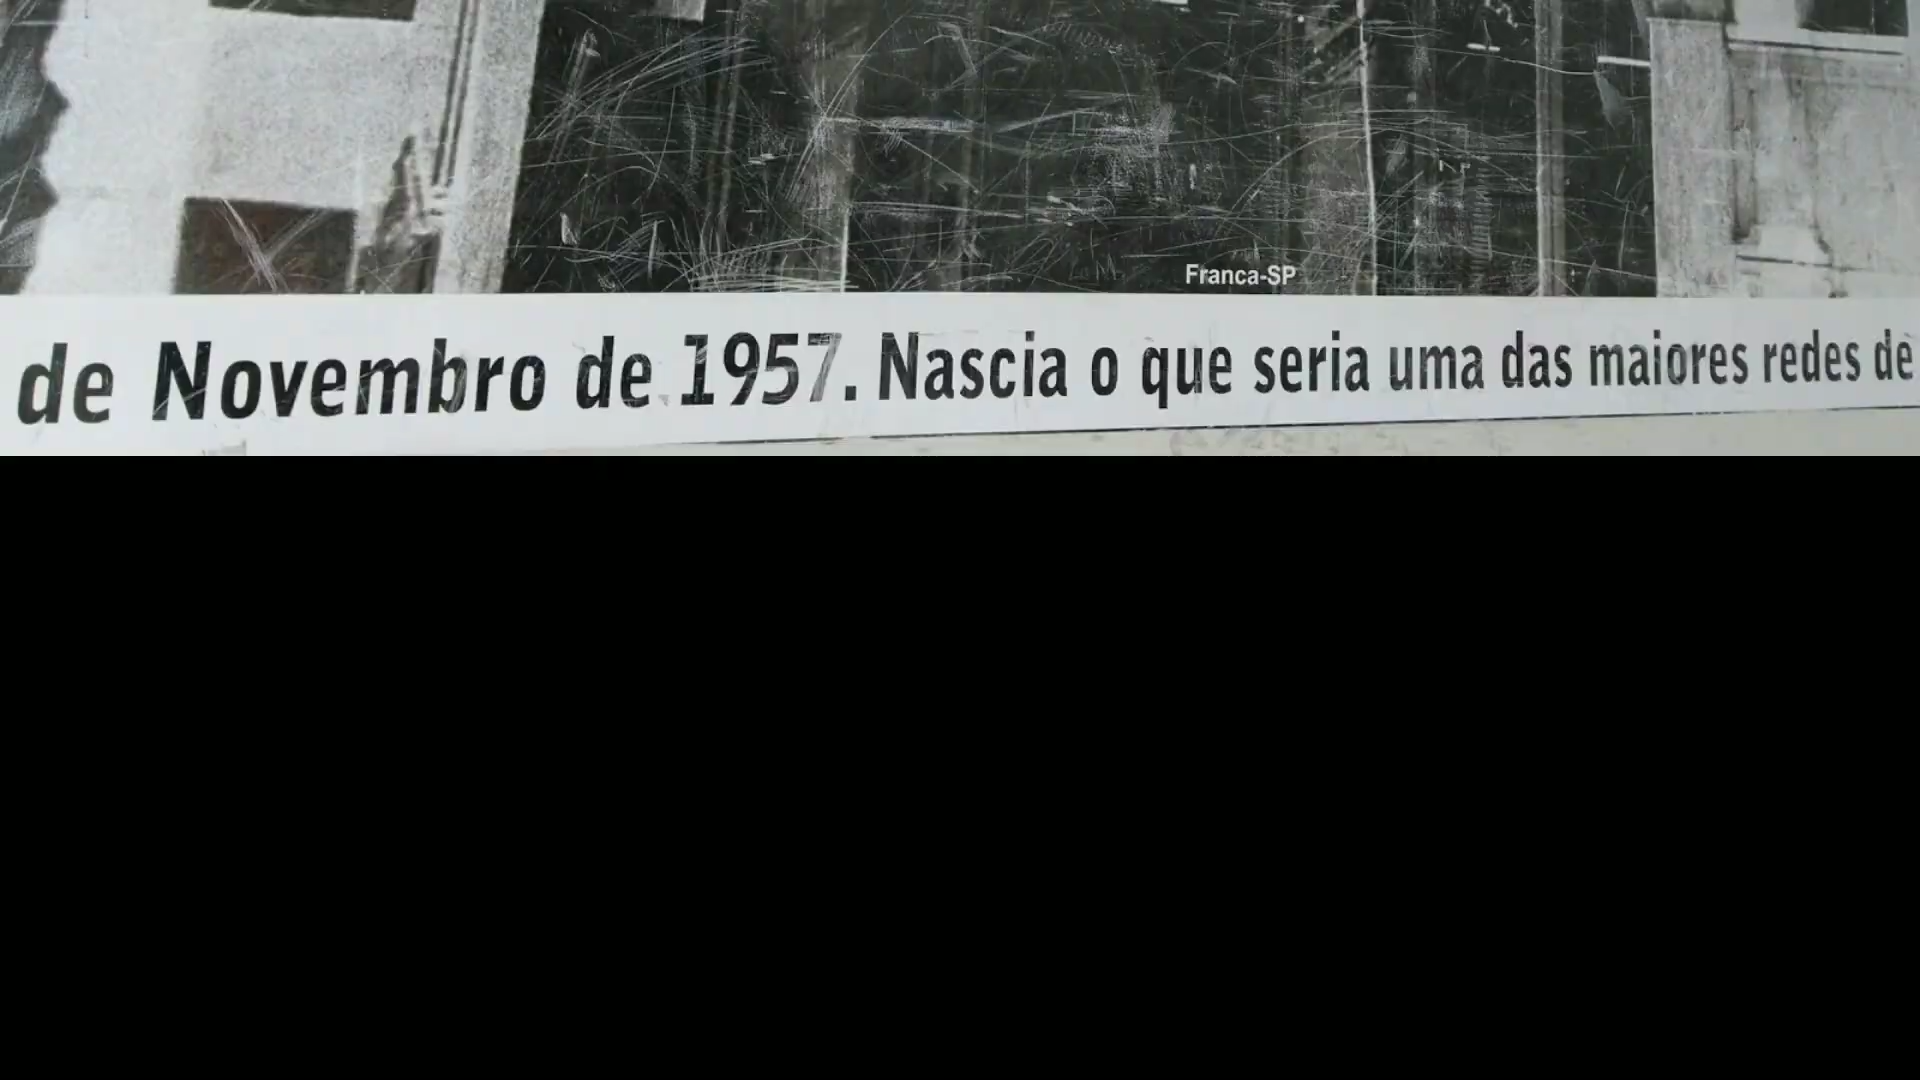 Franca-SP
de Novembro de 1957. Nascia o que seria uma das maiores redes de